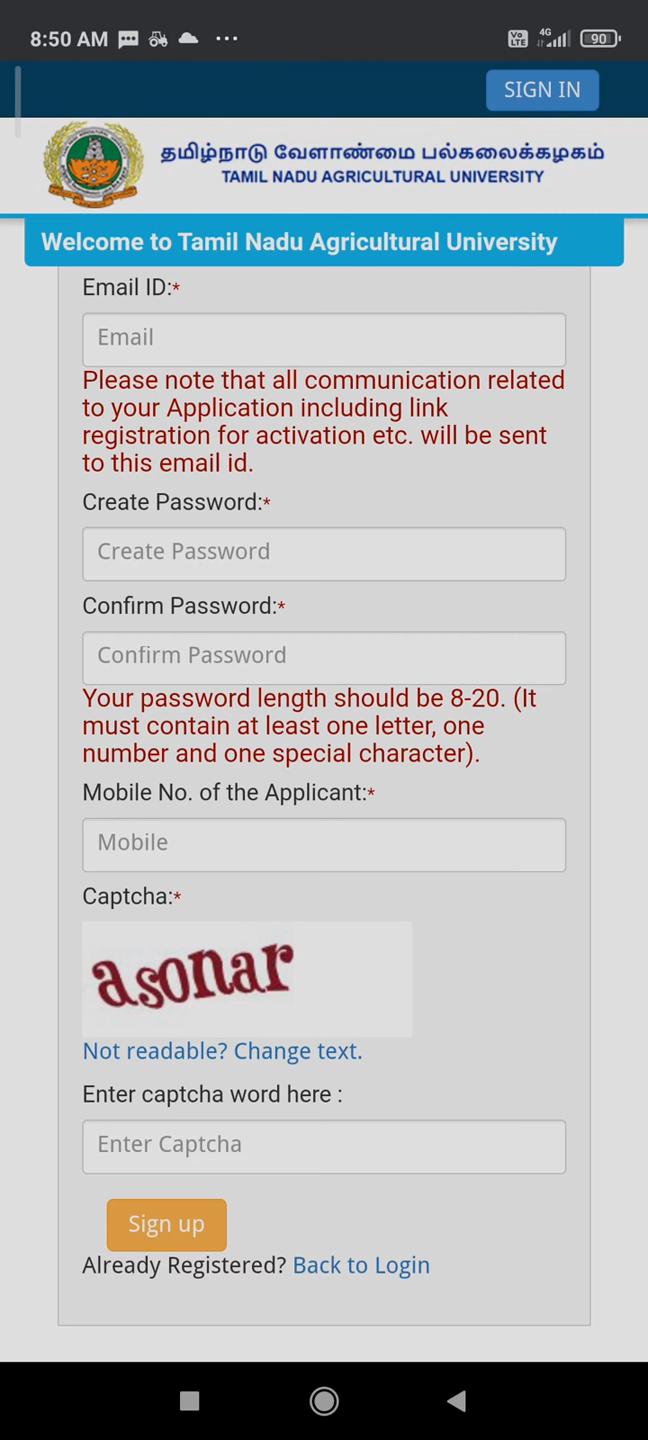 8:50 AM
Vo LTE 4G 90
SIGN IN
தமிழ்நாடு வேளாண்மை பல்கலைக்கழகம்
TAMIL NADU AGRICULTURAL UNIVERSITY
Welcome to Tamil Nadu Agricultural University
Email ID:*
Email
Please note that all communication related
to your Application including link
registration for activation etc. will be sent
to this email id.
Create Password:*
Create Password
Confirm Password:*
Confirm Password
Your password length should be 8-20. (It
must contain at least one letter, one
number and one special character).
Mobile No. of the Applicant:*
Mobile
Captcha:*
asonar
Not readable? Change text.
Enter captcha word here :
Enter Captcha
Sign up
Already Registered? Back to Login